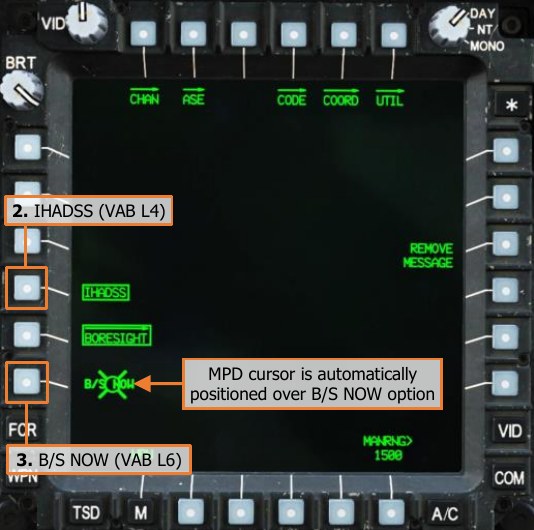 VID
DAY
NT/
MONO
BRT
CHAN
ASE
CODE
COORD
UTIL
*
2. IHADSS (VAB L4)
REMOVE
MESSAGE
IHADSS
BORESIGHT
B/S NOW
MPD cursor is automatically
positioned over B/S NOW option
FCR
3. B/S NOW (VAB L6)
WPN
MANRNG>
1500
VID
COM
TSD
M
A/C